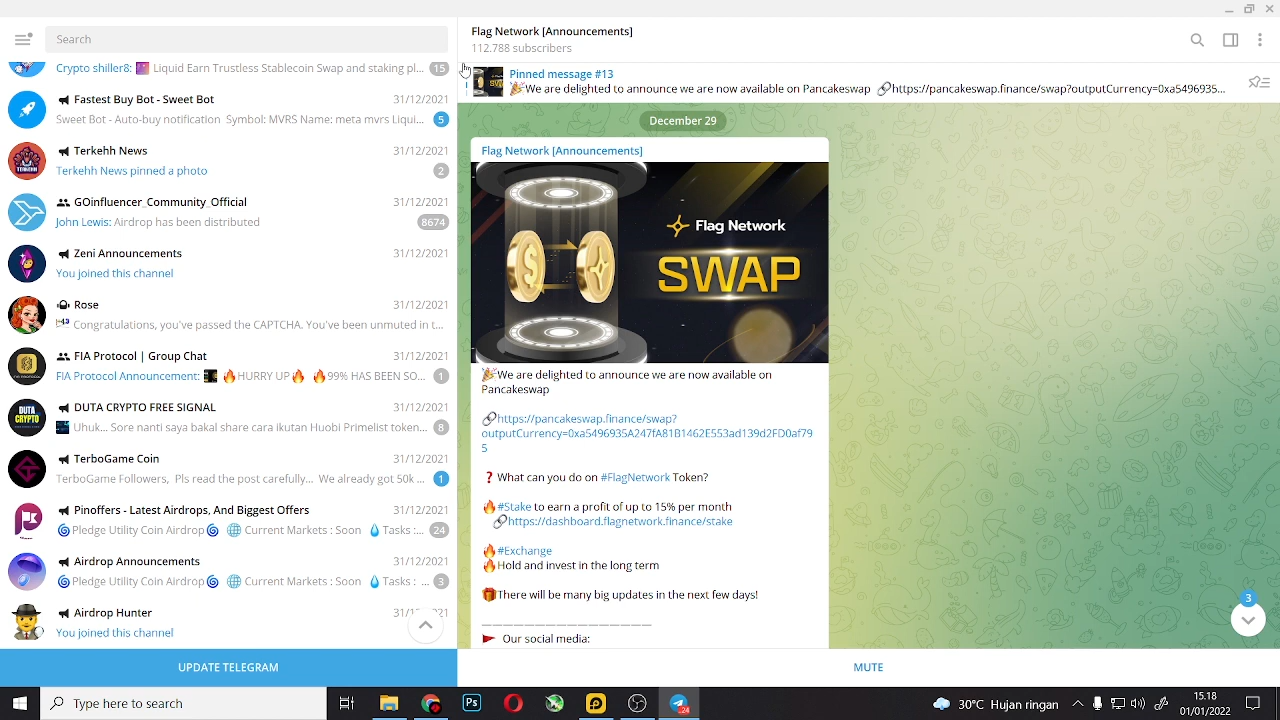 Search
Crypto shiller8: Liquid Earn Trustless Stablecoin Swap and staking pl... 15
Fastest Buy Bot - Sweet Bot 31/12/2021
Sweet Bot - Auto-buy notification Symbol: MVRS Name: meta mvrs Liqui... 5
Terkehh News 31/12/2021
Terkehh News pinned a photo 2
GOinfluencer_Community_Official 31/12/2021
John Lewis: Airdrop has been distributed 8674
Zeni Announcements 31/12/2021
You joined this channel
Rose 31/12/2021
Congratulations, you've passed the CAPTCHA. You've been unmuted in t...
FIA Protocol | Group Chat 31/12/2021
FIA Protocol Announcement: 🔥HURRY UP🔥 🔥99% HAS BEEN SO... 1
DUTA CRYPTO FREE SIGNAL 31/12/2021
Uhuk... Sore nanti saya bakal share cara ikutan Huobi Primelist token... 8
TerboGame Coin 31/12/2021
TerboGame Followers, Pls read the post carefully... We already got 50k ... 1
Pinoffers - Latest Airdrops, And Biggest Offers 31/12/2021
🌀Pledge Utility Coin Airdrop🌀 🌐 Current Markets : Soon 💧Tasks :... 24
Airdrop Announcements 31/12/2021
🌀Pledge Utility Coin Airdrop🌀 🌐 Current Markets : Soon 💧Tasks : ... 3
Airdrop Hunter
You joined this channel
UPDATE TELEGRAM
Flag Network [Announcements]
112.788 subscribers
Pinned message #13
🎉We are delighted to announce we are now available on Pancakeswap 🔗https://pancakeswap.finance/swap?outputCurrency=0xa5496935...
December 29
Flag Network [Announcements]
Flag Network
SWAP
🎉We are delighted to announce we are now available on
Pancakeswap
🔗https://pancakeswap.finance/swap?
outputCurrency=0xa5496935A247fA81B1462E553ad139d2FD0af79
5
❓ What can you do on #FlagNetwork Token?
🔥#Stake to earn a profit of up to 15% per month
🔗https://dashboard.flagnetwork.finance/stake
🔥#Exchange
🔥Hold and invest in the long term
🎁There will be many big updates in the next few days!
________________
🚩 Our social media:
3
MUTE
Type here to search
Ps
24
30°C Hujan ringan
15.18
01/01/2022